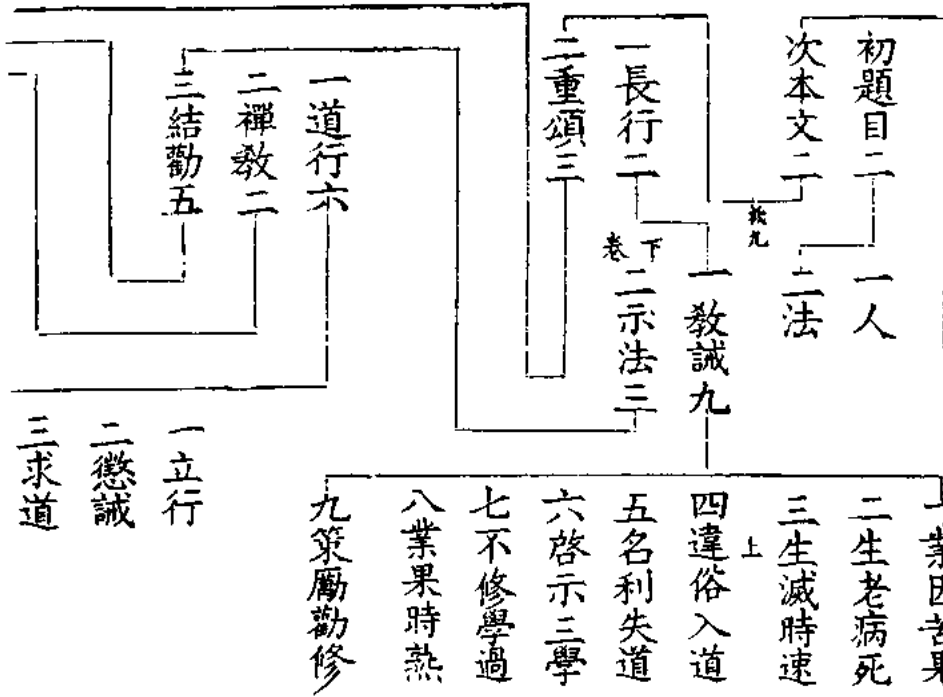 初題目二
次本文二
一長行二
二重頌三
一道行六
二禪教二
三結勸五
一人
二法
一教誡九
二示法三
下
卷
一業因苦果
二生老病死
三生滅時速
上
四違俗入道
五名利失道
六啓示三學
七不修學過
八業果時熟
九策勵勸修
一立行
二懲誡
三求道